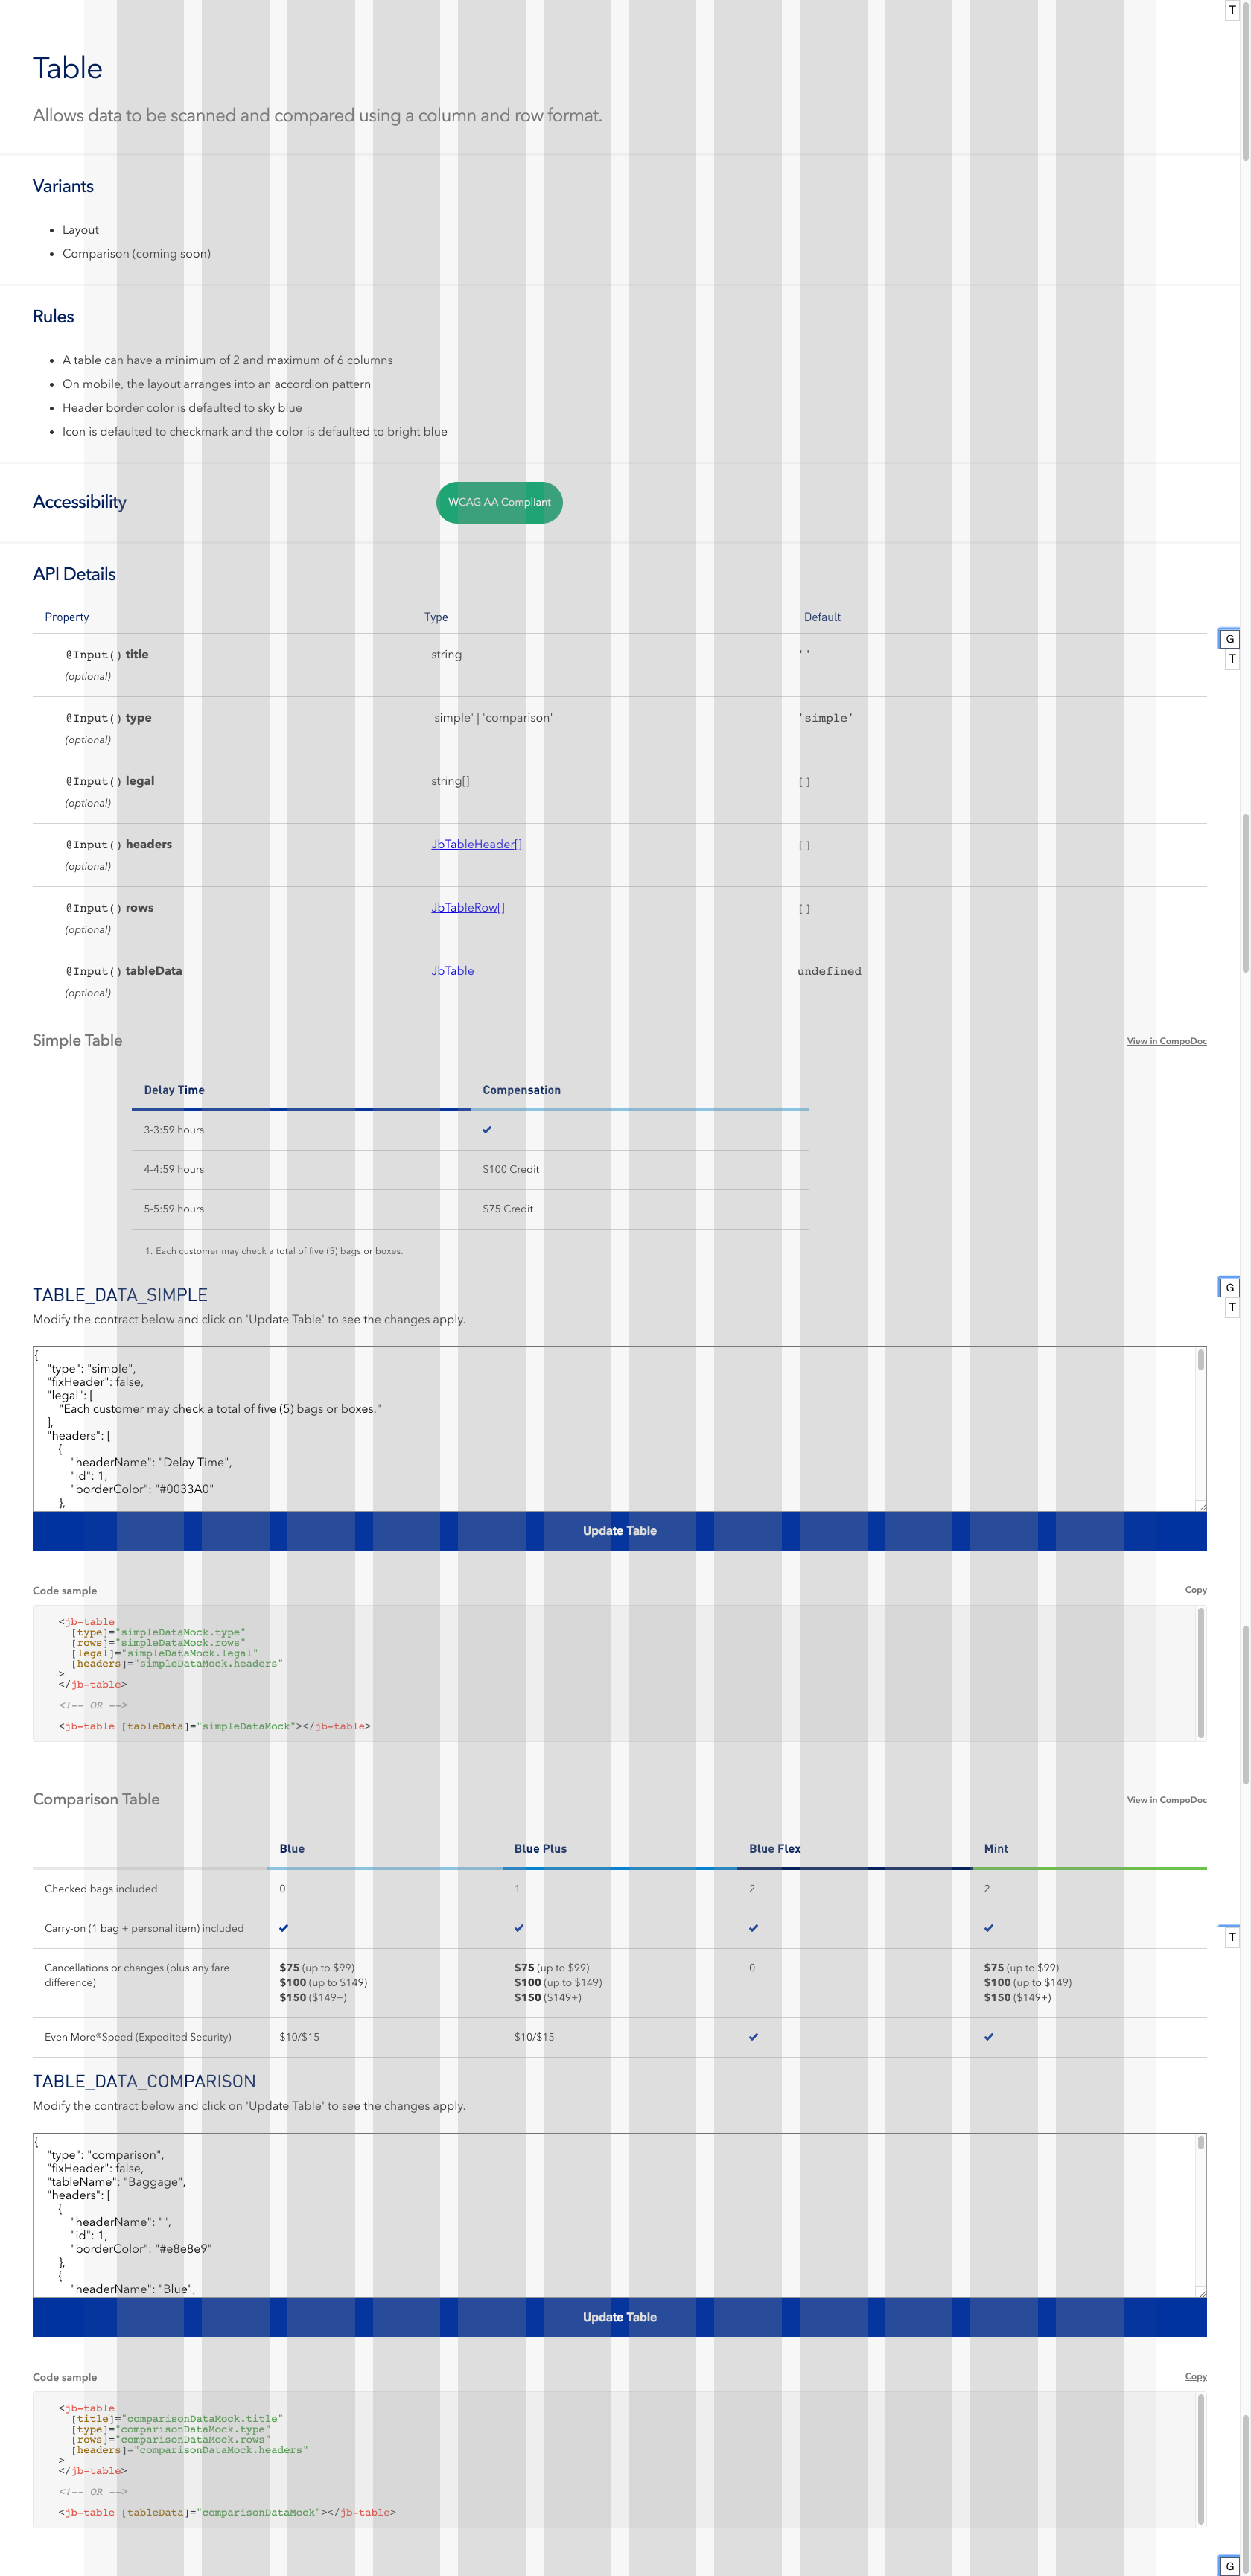 T
Table
Allows data to be scanned and compared using a column and row format.
Variants
• Layout
• Comparison (coming soon)
Rules
• A table can have a minimum of 2 and maximum of 6 columns
• On mobile, the layout arranges into an accordion pattern
• Header border color is defaulted to sky blue
• Icon is defaulted to checkmark and the color is defaulted to bright blue
Accessibility WCAG AA Compliant
API Details
Property Type Default
G
T
@Input() title string ''
(optional)
@Input() type 'simple' | 'comparison' 'simple'
(optional)
@Input() legal string[] []
(optional)
@Input() headers JbTableHeader[] []
(optional)
@Input() rows JbTableRow[] []
(optional)
@Input() tableData JbTable undefined
(optional)
Simple Table View in CompoDoc
Delay Time Compensation
3-3:59 hours ✔
4-4:59 hours $100 Credit
5-5:59 hours $75 Credit
1. Each customer may check a total of five (5) bags or boxes.
TABLE_DATA_SIMPLE G
T
Modify the contract below and click on 'Update Table' to see the changes apply.
{
"type": "simple",
"fixHeader": false,
"legal": [
"Each customer may check a total of five (5) bags or boxes."
],
"headers": [
{
"headerName": "Delay Time",
"id": 1,
"borderColor": "#0033A0"
},
Update Table
Code sample Copy
<jb-table
[type]="simpleDataMock.type"
[rows]="simpleDataMock.rows"
[legal]="simpleDataMock.legal"
[headers]="simpleDataMock.headers"
>
</jb-table>
<!-- OR -->
<jb-table [tableData]="simpleDataMock"></jb-table>
Comparison Table View in CompoDoc
Blue Blue Plus Blue Flex Mint
Checked bags included 0 1 2 2
Carry-on (1 bag + personal item) included ✔ ✔ ✔ ✔
T
Cancellations or changes (plus any fare $75 (up to $99) $75 (up to $99) 0 $75 (up to $99)
difference) $100 (up to $149) $100 (up to $149) $100 (up to $149)
$150 ($149+) $150 ($149+) $150 ($149+)
Even More®Speed (Expedited Security) $10/$15 $10/$15 ✔ ✔
TABLE_DATA_COMPARISON
Modify the contract below and click on 'Update Table' to see the changes apply.
{
"type": "comparison",
"fixHeader": false,
"tableName": "Baggage",
"headers": [
{
"headerName": "",
"id": 1,
"borderColor": "#e8e8e9"
},
{
"headerName": "Blue",
Update Table
Code sample Copy
<jb-table
[title]="comparisonDataMock.title"
[type]="comparisonDataMock.type"
[rows]="comparisonDataMock.rows"
[headers]="comparisonDataMock.headers"
>
</jb-table>
<!-- OR -->
<jb-table [tableData]="comparisonDataMock"></jb-table>
G